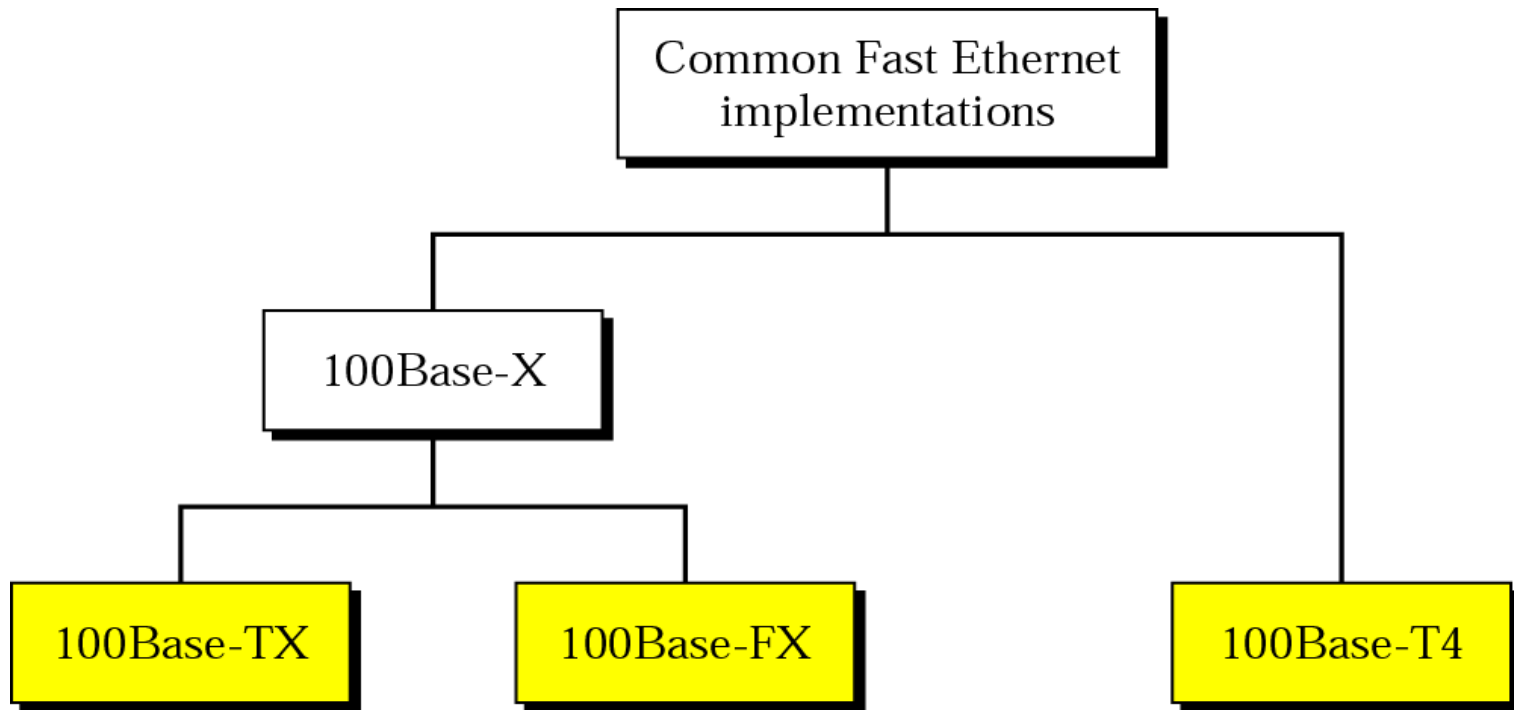 Common Fast Ethernet
implementations
100Base-X
100Base-TX
100Base-FX
100Base-T4